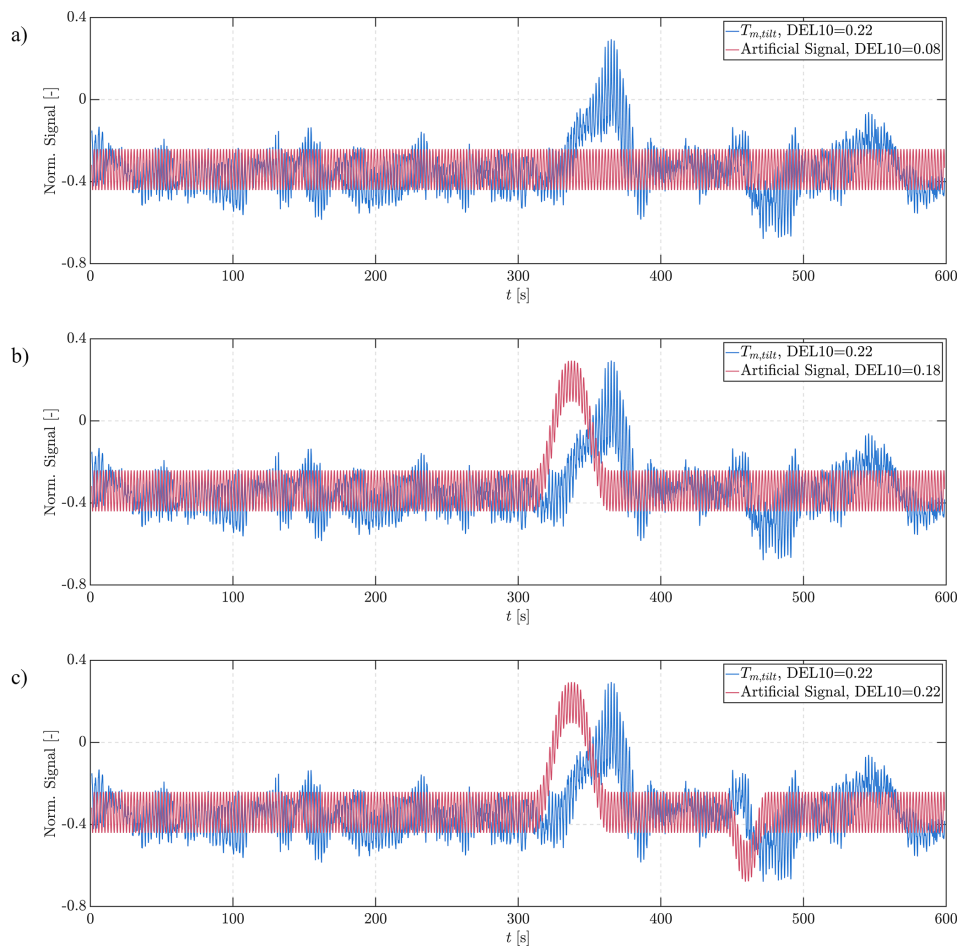 a)
Norm. Signal [-]
0.4
0
-0.4
-0.8
T_{m,tilt}, DEL10=0.22
Artificial Signal, DEL10=0.08
0 100 200 300 400 500 600
t [s]
b)
Norm. Signal [-]
0.4
0
-0.4
-0.8
T_{m,tilt}, DEL10=0.22
Artificial Signal, DEL10=0.18
0 100 200 300 400 500 600
t [s]
c)
Norm. Signal [-]
0.4
0
-0.4
-0.8
T_{m,tilt}, DEL10=0.22
Artificial Signal, DEL10=0.22
0 100 200 300 400 500 600
t [s]